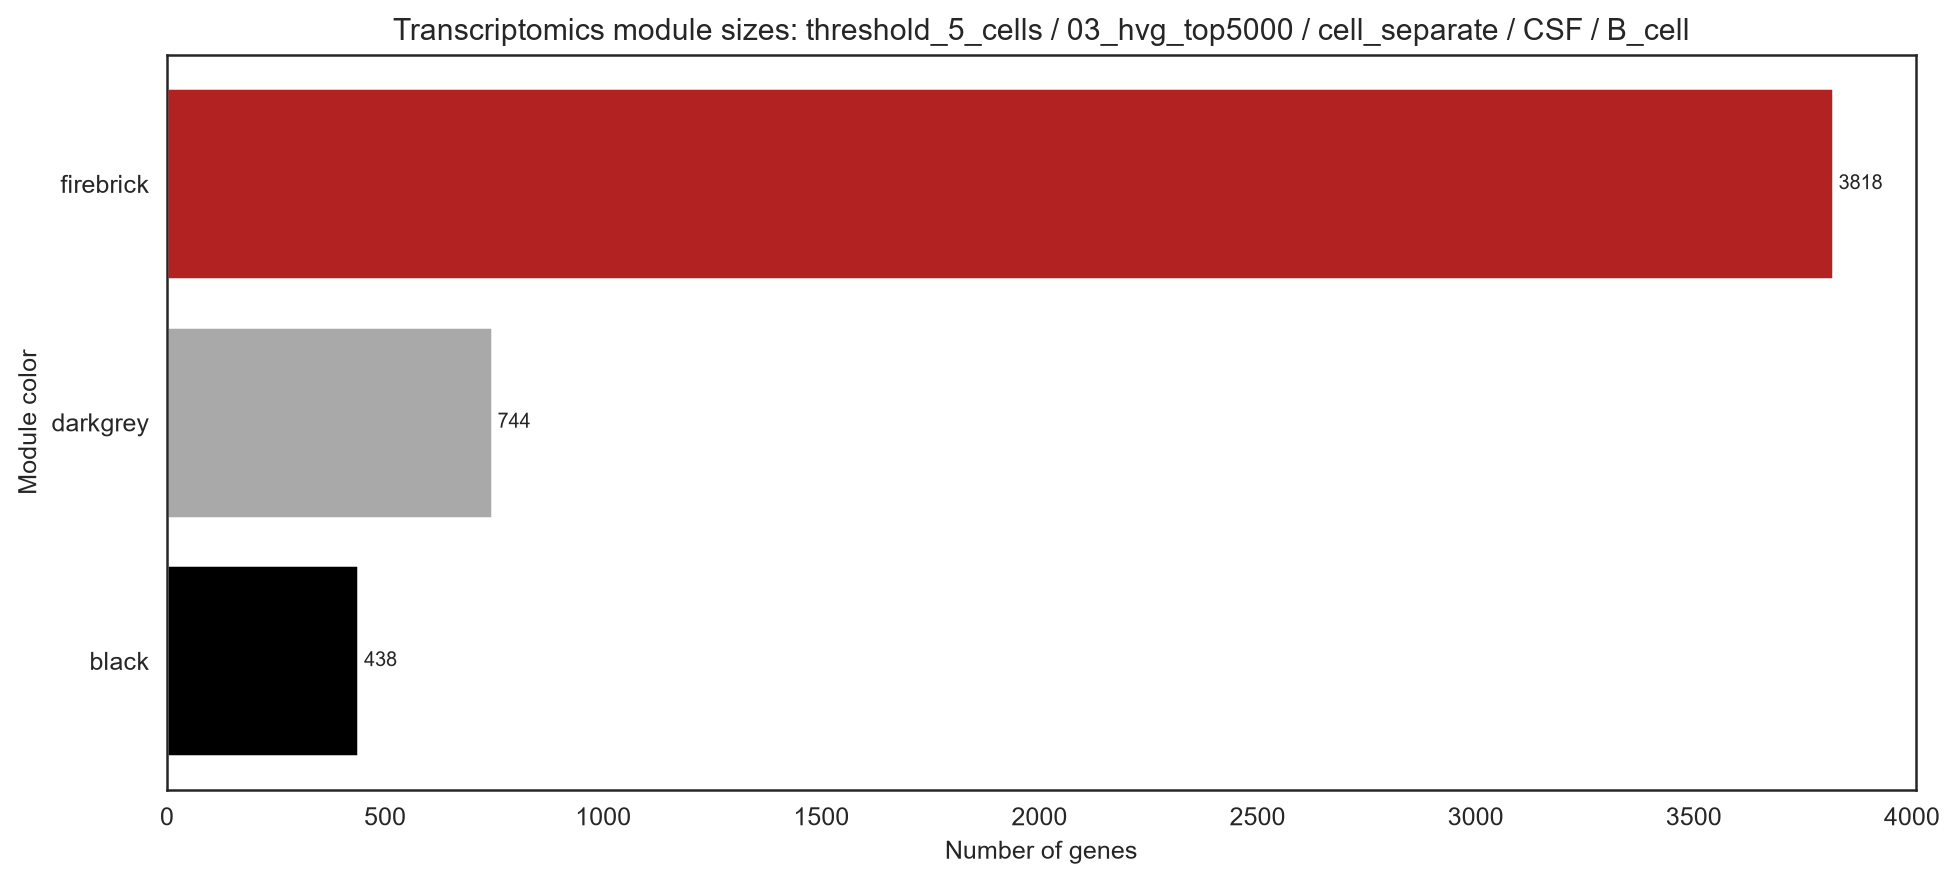 Transcriptomics module sizes: threshold_5_cells / 03_hvg_top5000 / cell_separate / CSF / B_cell
Module color
firebrick
3818
darkgrey
744
black
438
0 500 1000 1500 2000 2500 3000 3500 4000
Number of genes